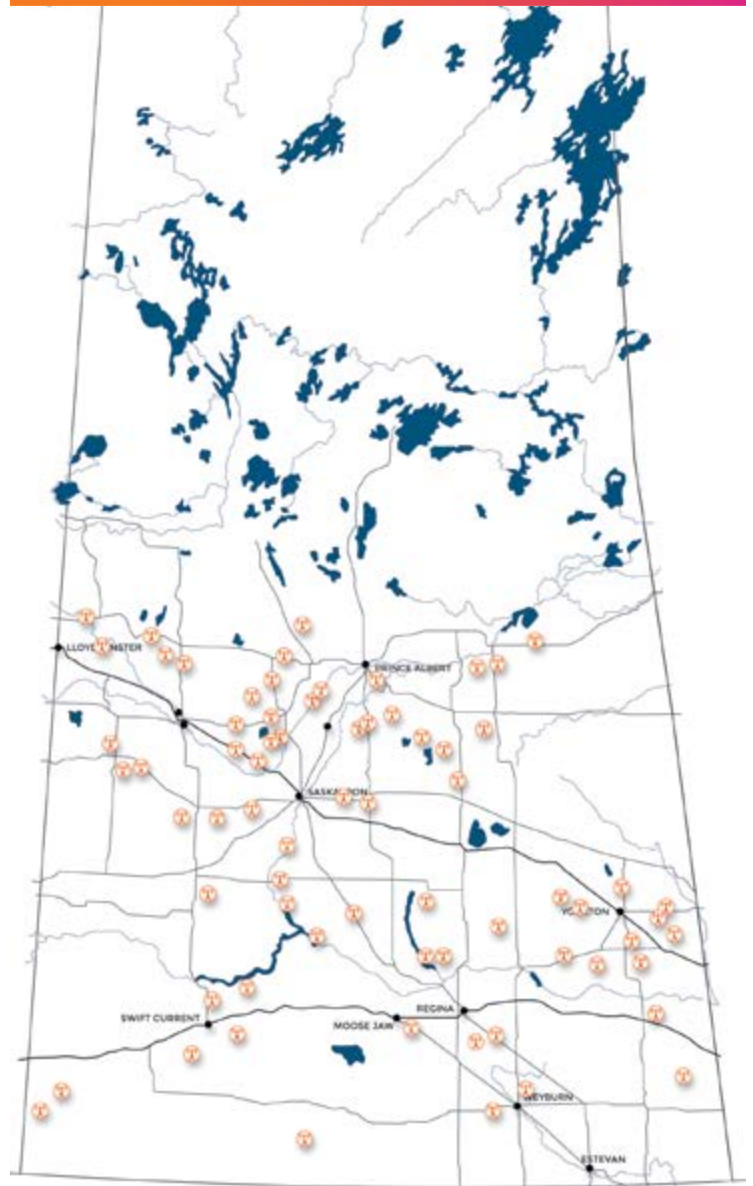 LLOYDMINSTER
PRINCE ALBERT
SASKATOON
YORKTON
SWIFT CURRENT
REGINA
MOOSE JAW
WEYBURN
ESTEVAN